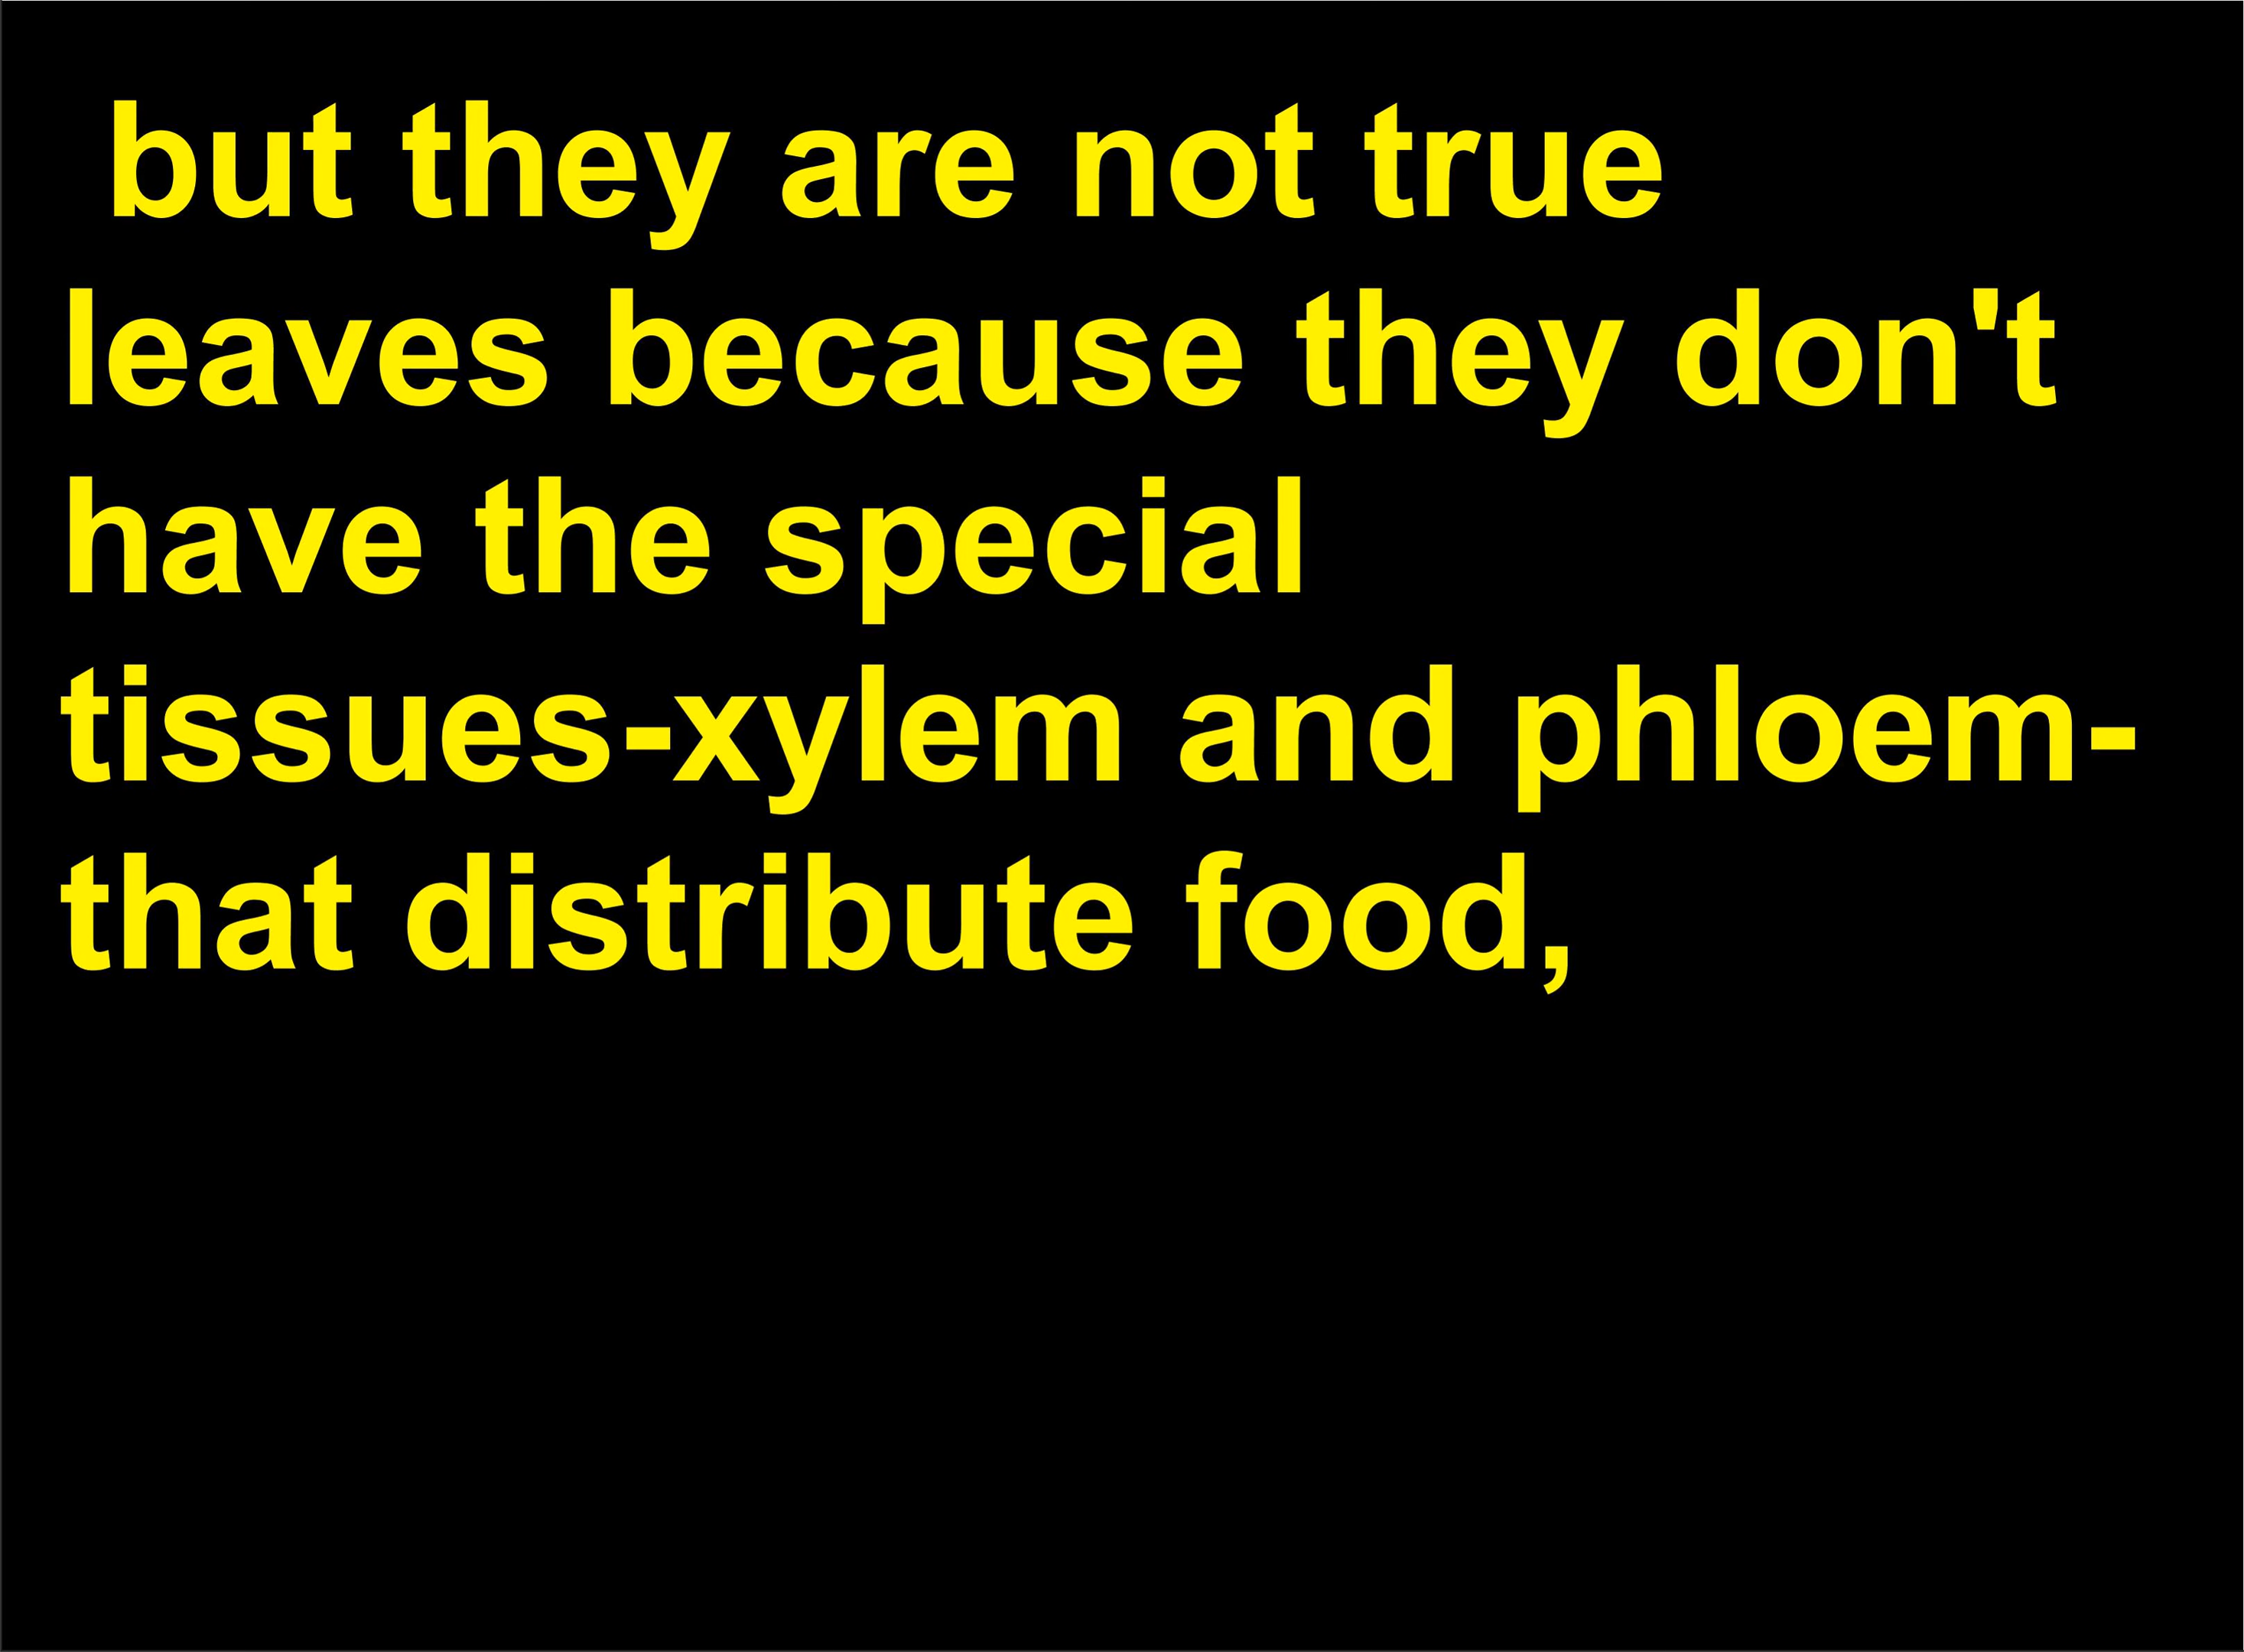 but they are not true
leaves because they don't
have the special
tissues-xylem and phloem-
that distribute food,